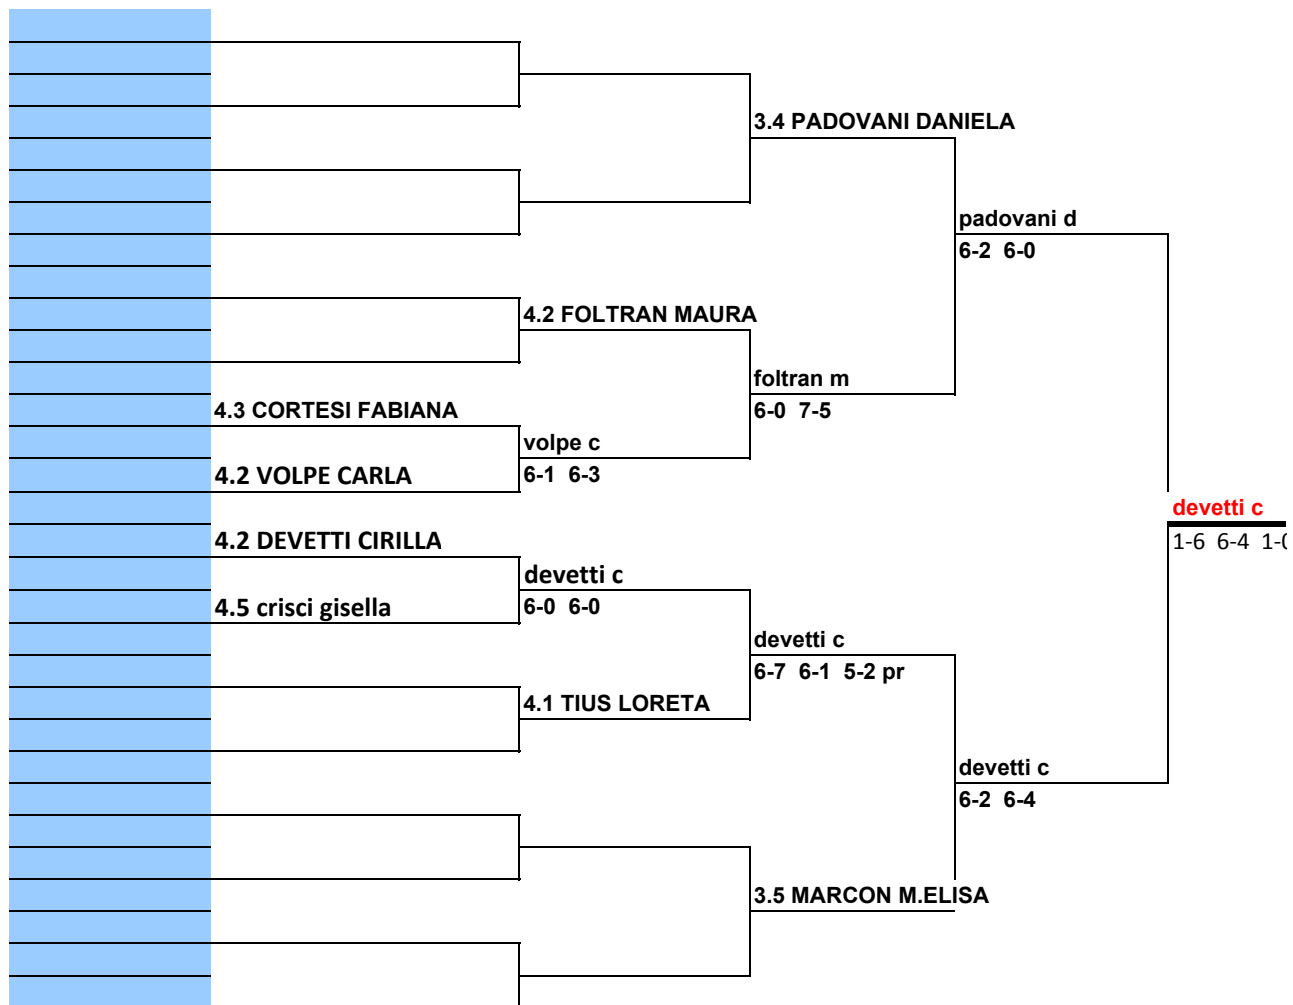 3.4 PADOVANI DANIELA
padovani d
6-2 6-0
4.2 FOLTRAN MAURA
foltran m
6-0 7-5
4.3 CORTESI FABIANA
volpe c
6-1 6-3
4.2 VOLPE CARLA
devetti c
1-6 6-4
4.2 DEVETTI CIRILLA
devetti c
6-0 6-0
4.5 crisci gisella
devetti c
6-7 6-1 5-2 pr
4.1 TIUS LORETA
devetti c
6-2 6-4
3.5 MARCON M.ELISA